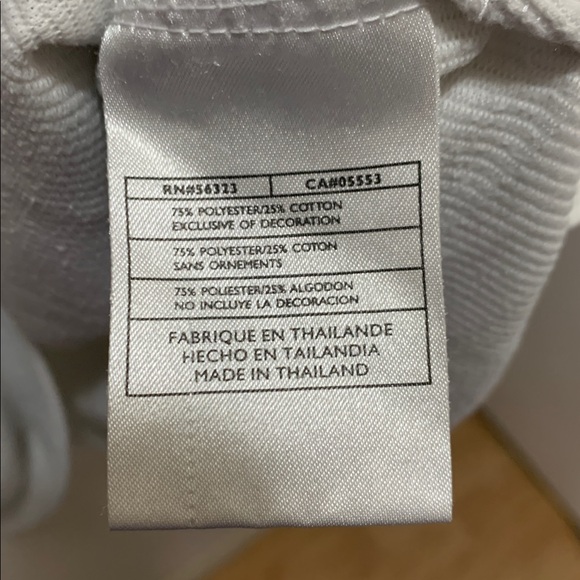 RN#56323 CA#05553
75% POLYESTER/25% COTTON
EXCLUSIVE OF DECORATION
75% POLYESTER/25% COTON
SANS ORNEMENTS
75% POLIESTER/25% ALGODON
NO INCLUYE LA DECORACION
FABRIQUE EN THAILANDE
HECHO EN TAILANDIA
MADE IN THAILAND